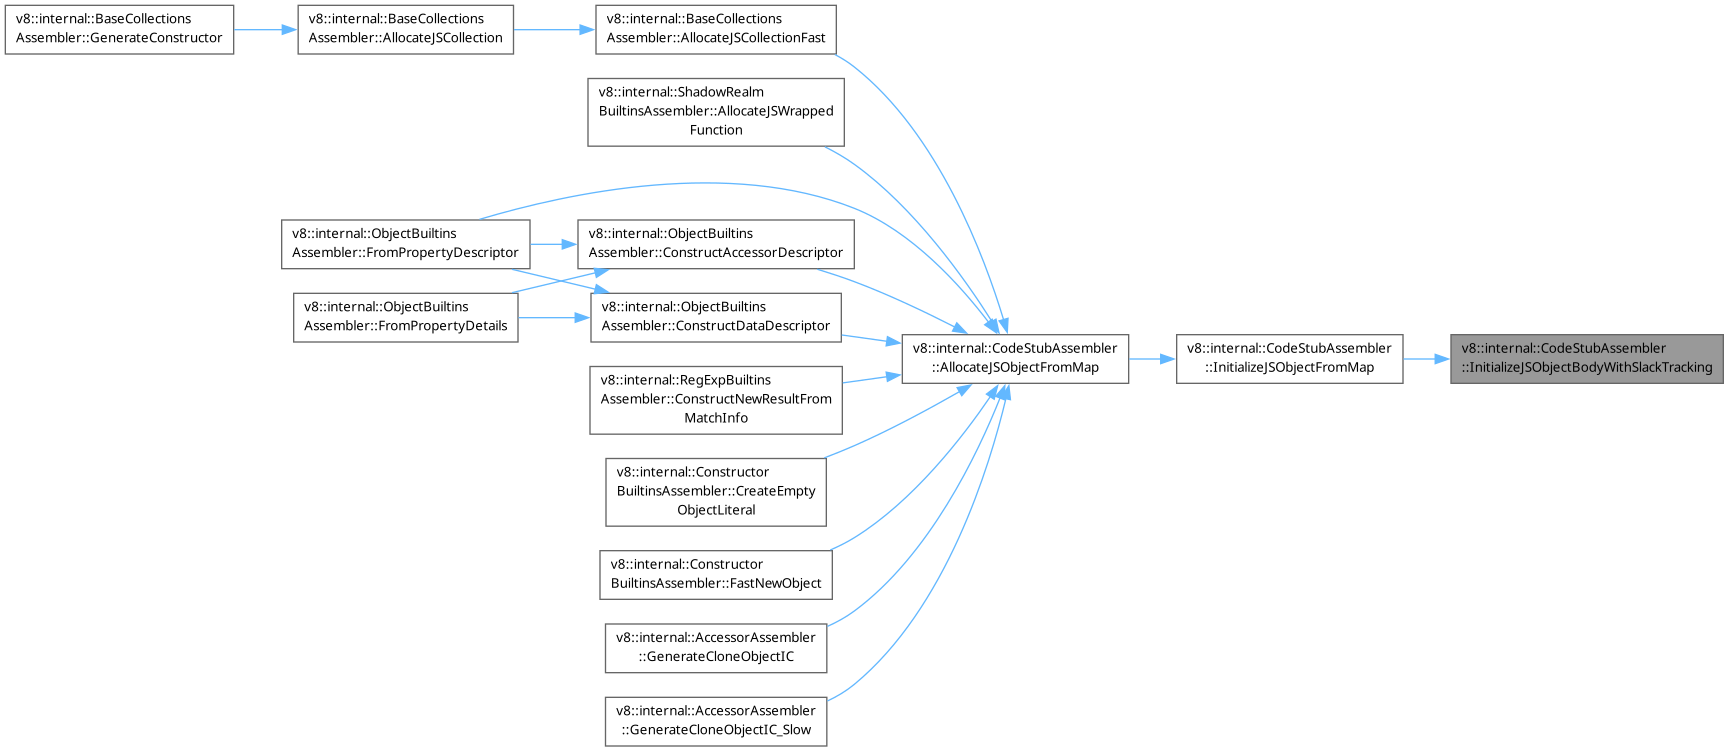 v8::internal::BaseCollections
Assembler::GenerateConstructor
v8::internal::BaseCollections
Assembler::AllocateJSCollection
v8::internal::BaseCollections
Assembler::AllocateJSCollectionFast
v8::internal::ShadowRealm
BuiltinsAssembler::AllocateJSWrapped
Function
v8::internal::ObjectBuiltins
Assembler::FromPropertyDescriptor
v8::internal::ObjectBuiltins
Assembler::ConstructAccessorDescriptor
v8::internal::ObjectBuiltins
Assembler::FromPropertyDetails
v8::internal::ObjectBuiltins
Assembler::ConstructDataDescriptor
v8::internal::CodeStubAssembler
::AllocateJSObjectFromMap
v8::internal::CodeStubAssembler
::InitializeJSObjectFromMap
v8::internal::CodeStubAssembler
::InitializeJSObjectBodyWithSlackTracking
v8::internal::RegExpBuiltins
Assembler::ConstructNewResultFrom
MatchInfo
v8::internal::Constructor
BuiltinsAssembler::CreateEmpty
ObjectLiteral
v8::internal::Constructor
BuiltinsAssembler::FastNewObject
v8::internal::AccessorAssembler
::GenerateCloneObjectIC
v8::internal::AccessorAssembler
::GenerateCloneObjectIC_Slow